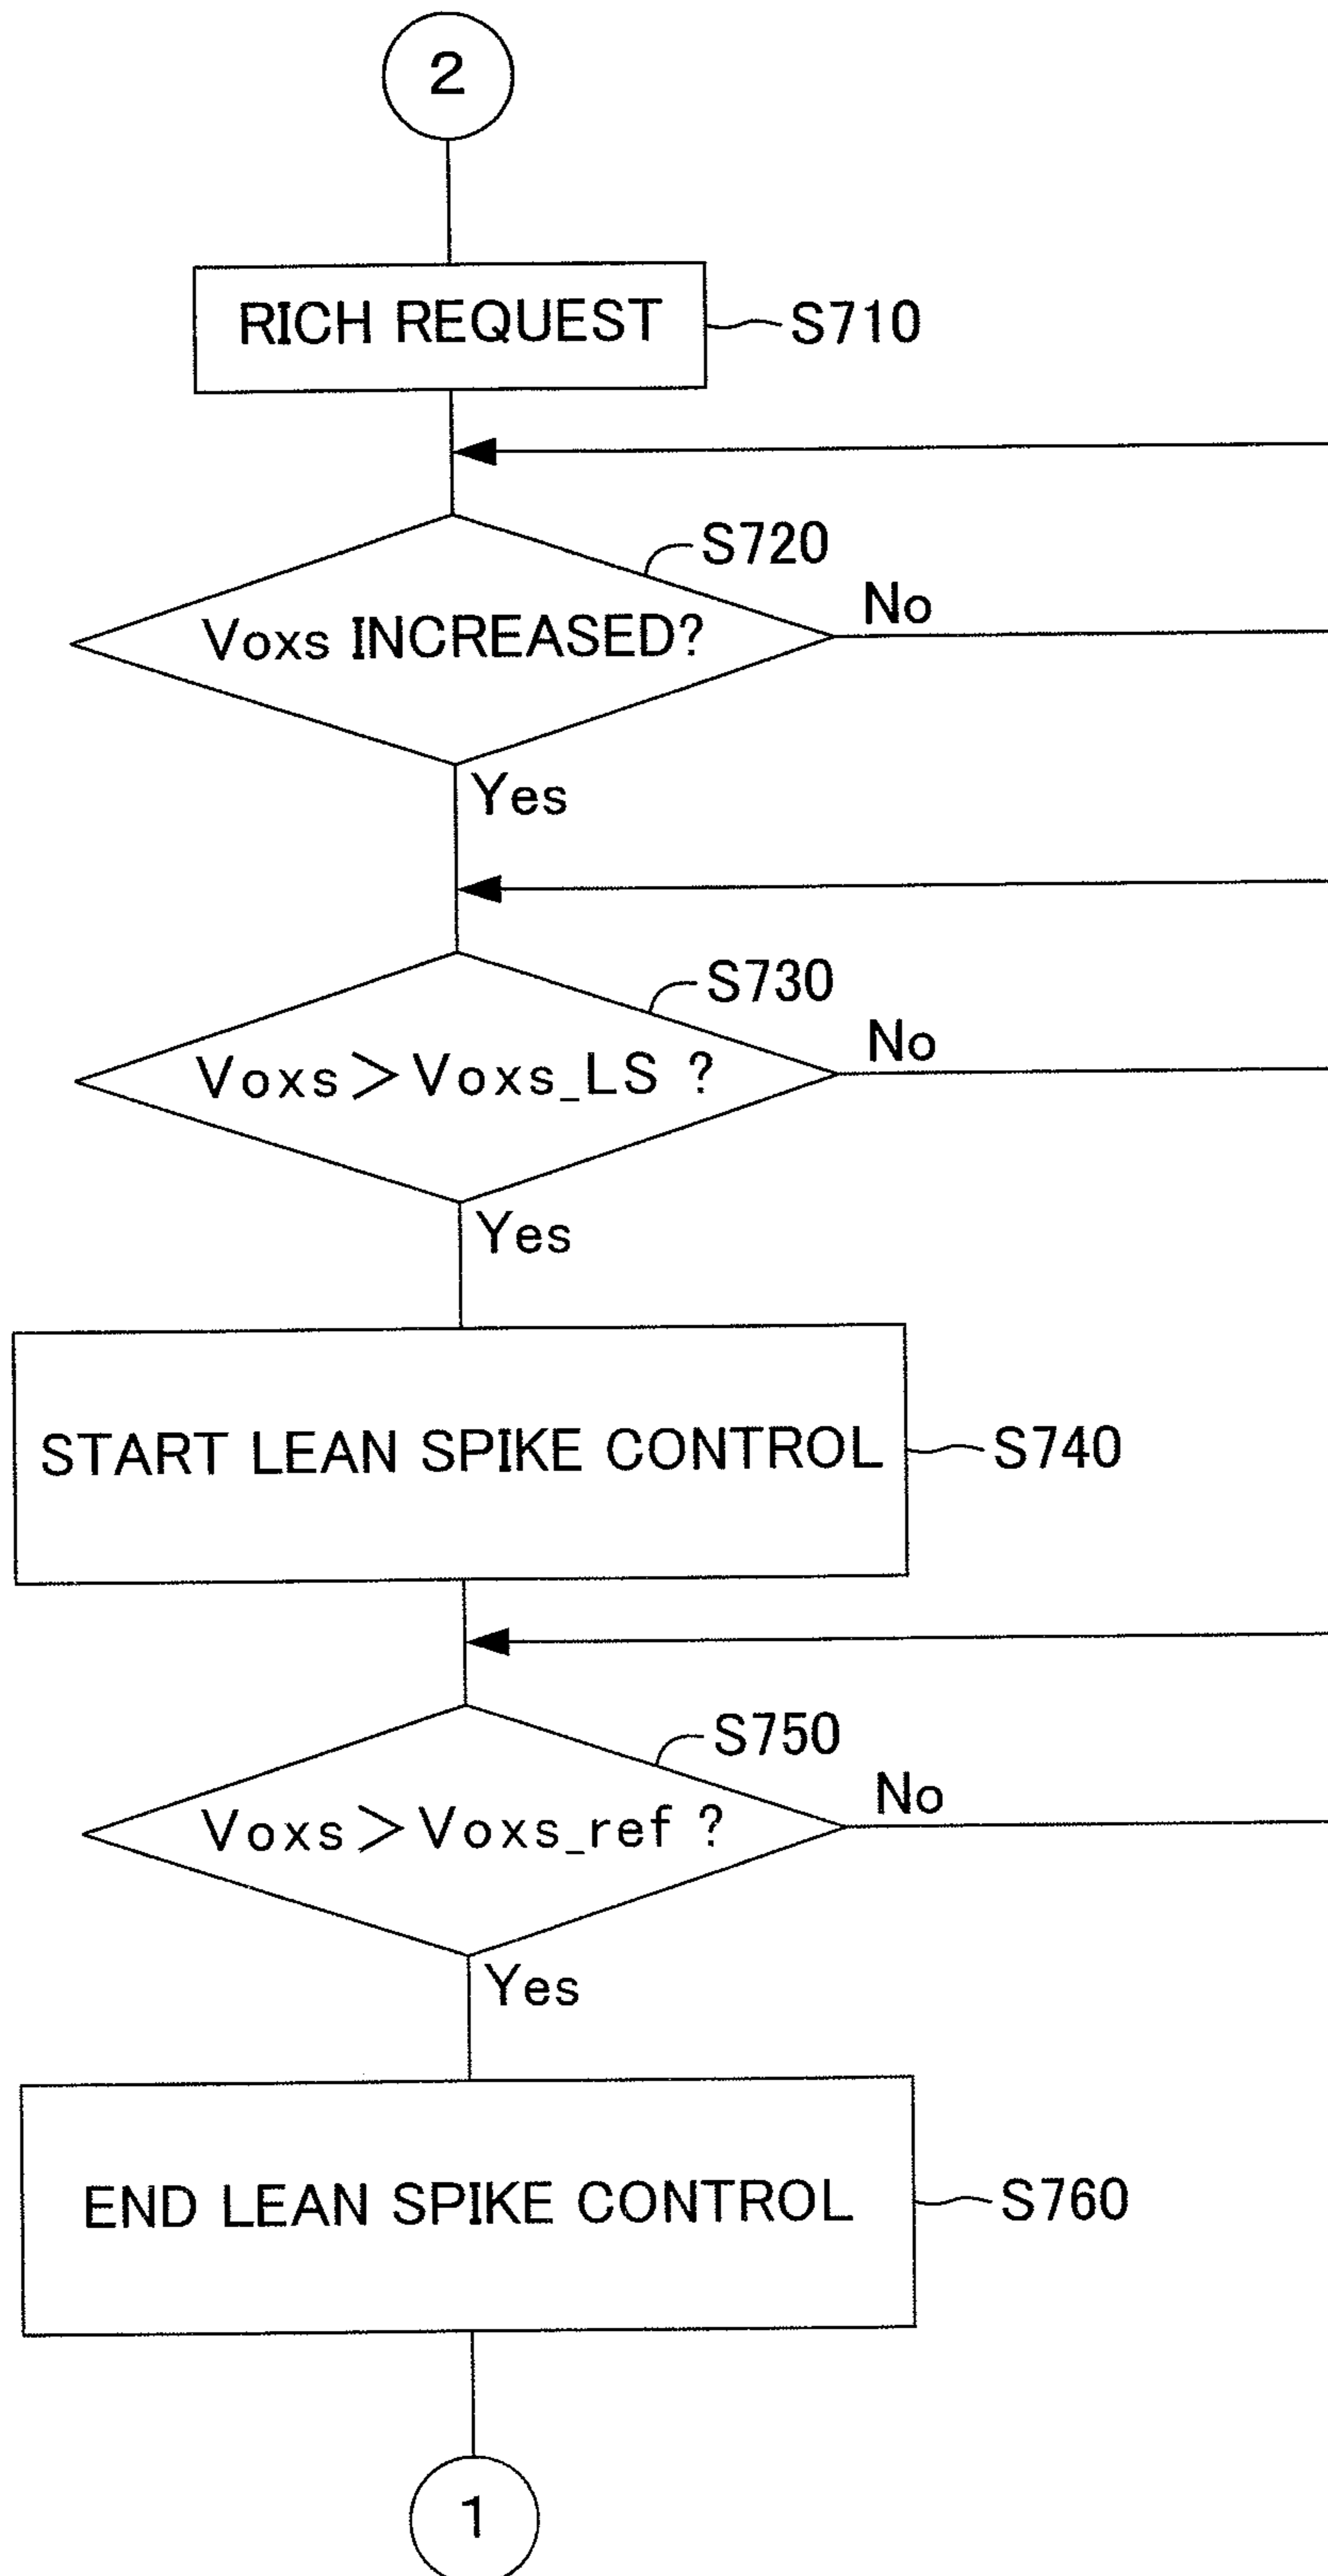 2
RICH REQUEST
S710
S720
Voxs INCREASED?
No
Yes
S730
Voxs＞Voxs_LS ?
No
Yes
START LEAN SPIKE CONTROL
S740
S750
Voxs＞Voxs_ref ?
No
Yes
END LEAN SPIKE CONTROL
S760
1